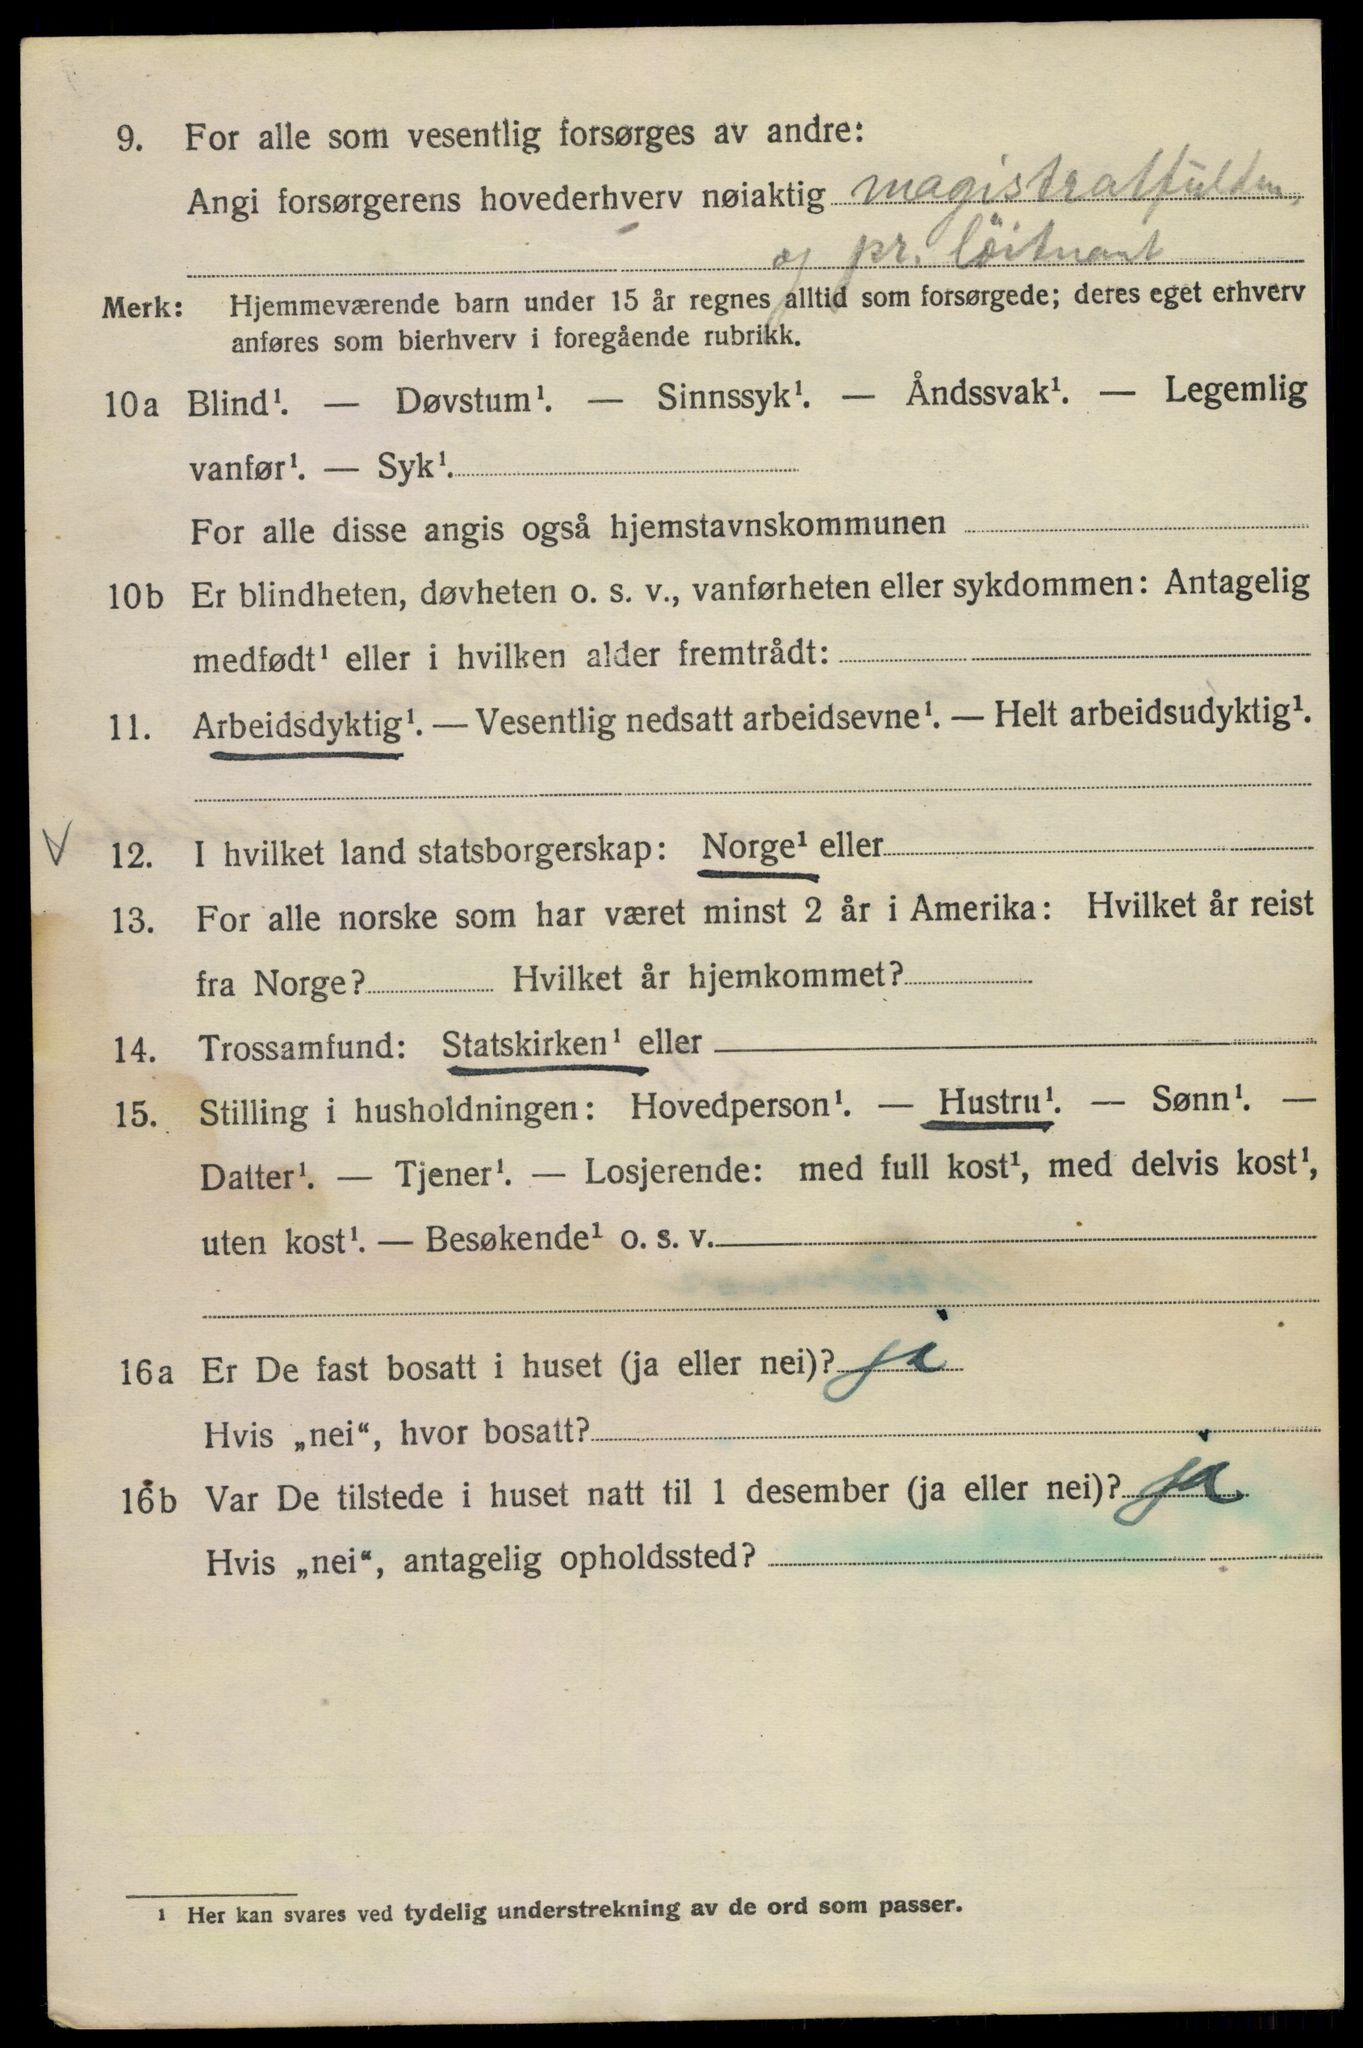 9. For alle som vesentlig forsørges av andre:
Angi forsørgerens hovederhverv nøiaktig magistratfulltm,
og pr. löitnant
Merk: Hjemmeværende barn under 15 år regnes alltid som forsørgede; deres eget erhverv
anføres som bierhverv i foregående rubrikk.
10a Blind¹. — Døvstum¹. — Sinnssyk¹. — Åndssvak¹. — Legemlig
vanfør¹. — Syk¹.
For alle disse angis også hjemstavnskommunen
10b Er blindheten, døvheten o. s. v., vanførheten eller sykdommen: Antagelig
medfødt¹ eller i hvilken alder fremtrådt:
11. Arbeidsdyktig¹. — Vesentlig nedsatt arbeidsevne¹. — Helt arbeidsudyktig¹.
12. I hvilket land statsborgerskap: Norge¹ eller
13. For alle norske som har været minst 2 år i Amerika: Hvilket år reist
fra Norge? Hvilket år hjemkommet?
14. Trossamfund: Statskirken¹ eller
15. Stilling i husholdningen: Hovedperson¹. — Hustru¹. — Sønn¹. —
Datter¹. — Tjener¹. — Losjerende: med full kost¹, med delvis kost¹,
uten kost¹. — Besøkende¹ o. s. v.
16a Er De fast bosatt i huset (ja eller nei)? ja
Hvis „nei“, hvor bosatt?
16b Var De tilstede i huset natt til 1 desember (ja eller nei)? ja
Hvis „nei“, antagelig opholdssted?
¹ Her kan svares ved tydelig understrekning av de ord som passer.